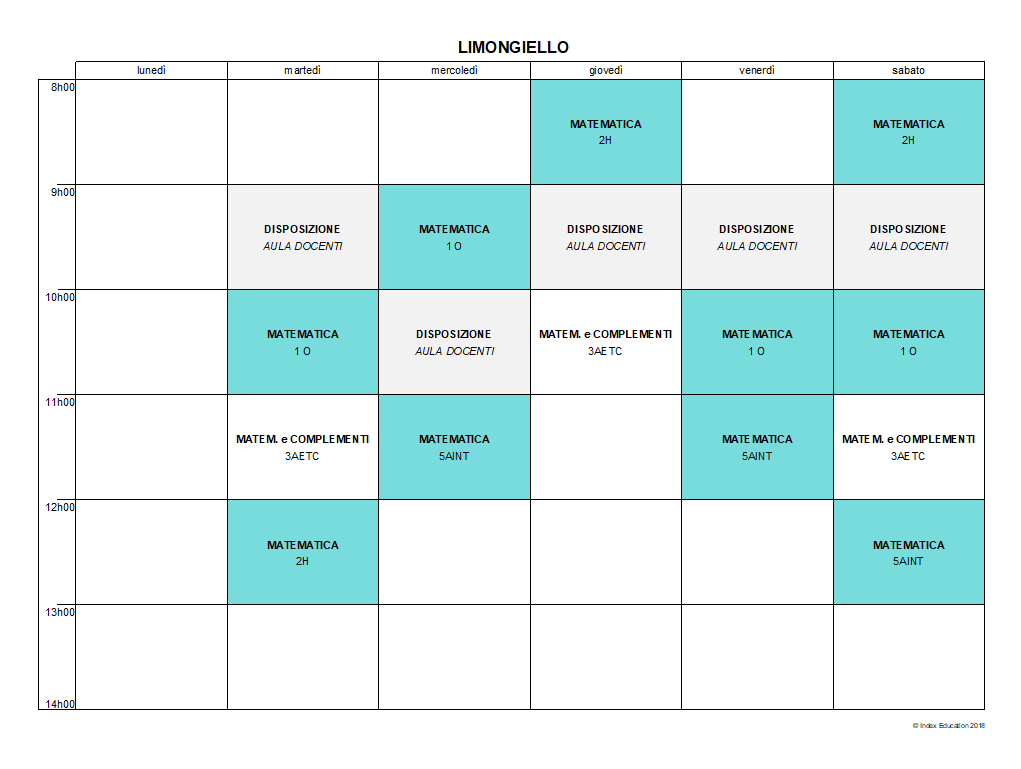 LIMONGIELLO
lunedì martedì mercoledì giovedì venerdì sabato
8h00
MATEMATICA MATEMATICA
2H 2H
9h00
DISPOSIZIONE MATEMATICA DISPOSIZIONE DISPOSIZIONE DISPOSIZIONE
AULA DOCENTI 1 O AULA DOCENTI AULA DOCENTI AULA DOCENTI
10h00
MATEMATICA DISPOSIZIONE MATEM. e COMPLEMENTI MATEMATICA MATEMATICA
1 O AULA DOCENTI 3AETC 1 O 1 O
11h00
MATEM. e COMPLEMENTI MATEMATICA MATEMATICA MATEM. e COMPLEMENTI
3AETC 5AINT 5AINT 3AETC
12h00
MATEMATICA MATEMATICA
2H 5AINT
13h00
14h00
© Index Education 2018